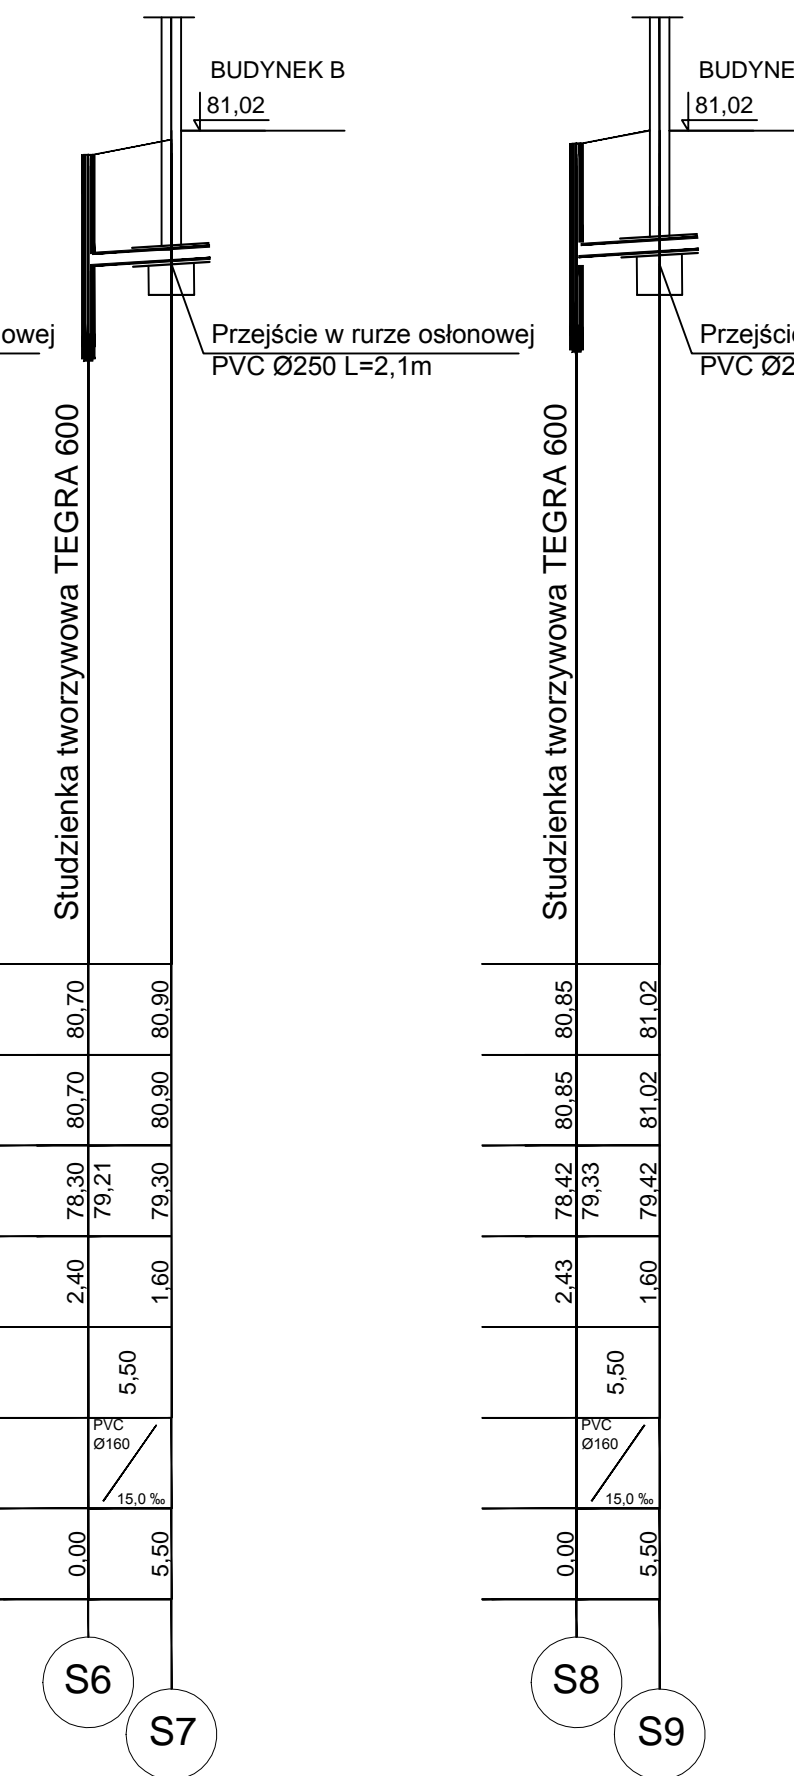 BUDYNEK B
81,02
BUDYNE
81,02
owej
Przejście w rurze osłonowej
PVC Ø250 L=2,1m
Przejście
PVC Ø2
Studzienka tworzywowa TEGRA 600
Studzienka tworzywowa TEGRA 600
80,70 80,90 80,85 81,02
80,70 80,90 80,85 81,02
78,30 79,21 79,30 78,42 79,33 79,42
2,40 1,60 2,43 1,60
5,50 5,50
PVC PVC
Ø160 Ø160
15,0 ‰ 15,0 ‰
0,00 5,50 0,00 5,50
S6 S8
S7 S9